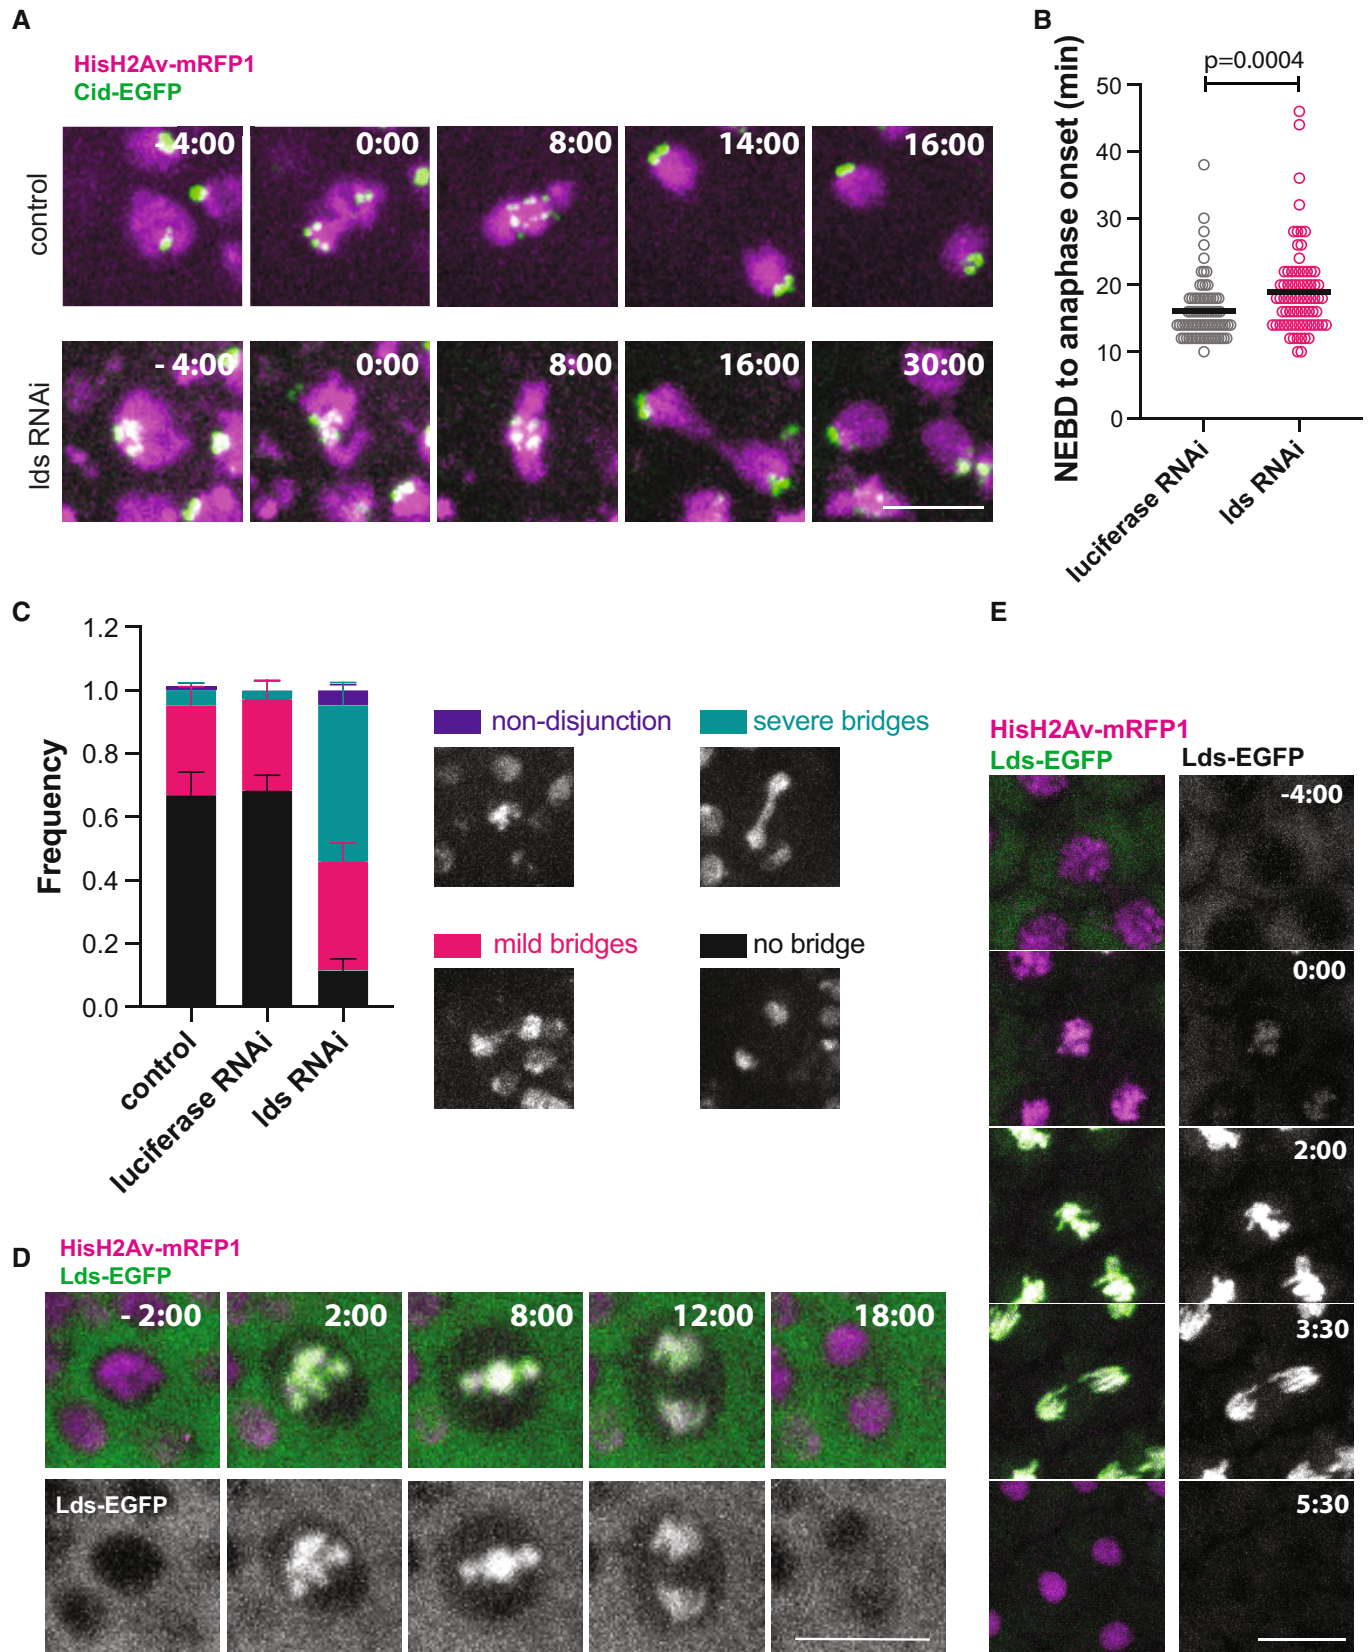 A
HisH2Av-mRFP1
Cid-EGFP
control
- 4:00
0:00
8:00
14:00
16:00
lds RNAi
- 4:00
0:00
8:00
16:00
30:00
B
NEBD to anaphase onset (min)
p=0.0004
50
40
30
20
10
0
luciferase RNAi
lds RNAi
C
Frequency
1.2
1.0
0.8
0.6
0.4
0.2
0.0
control
luciferase RNAi
lds RNAi
non-disjunction
severe bridges
mild bridges
no bridge
D
HisH2Av-mRFP1
Lds-EGFP
- 2:00
2:00
8:00
12:00
18:00
Lds-EGFP
E
HisH2Av-mRFP1
Lds-EGFP
Lds-EGFP
-4:00
0:00
2:00
3:30
5:30